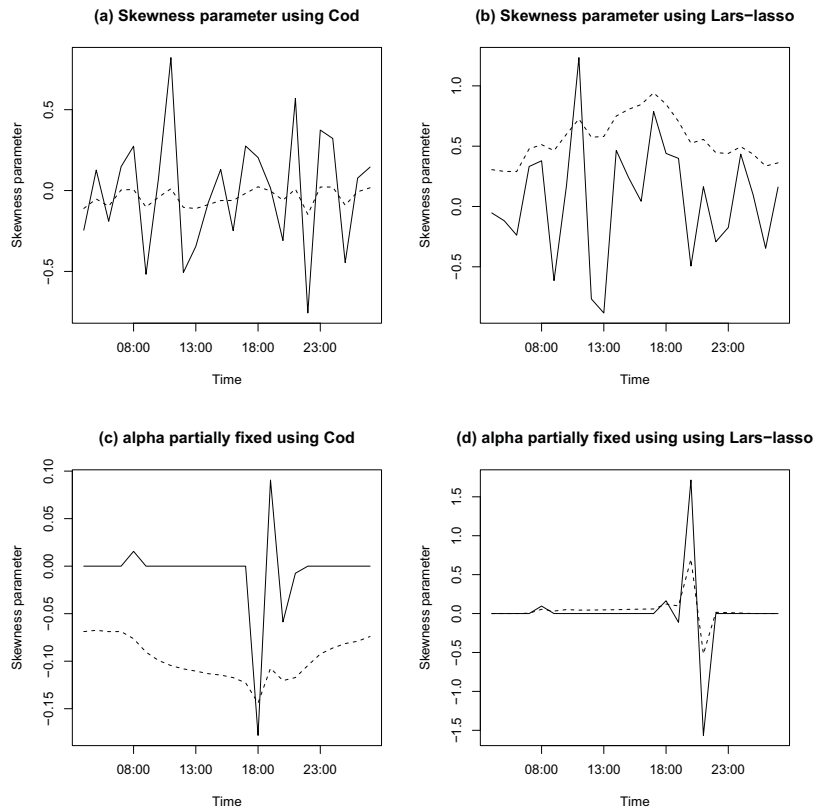 (a) Skewness parameter using Cod
Skewness parameter
0.5
0.0
−0.5
08:00 13:00 18:00 23:00
Time
(b) Skewness parameter using Lars−lasso
Skewness parameter
1.0
0.5
0.0
−0.5
08:00 13:00 18:00 23:00
Time
(c) alpha partially fixed using Cod
Skewness parameter
0.10
0.05
0.00
−0.05
−0.10
−0.15
08:00 13:00 18:00 23:00
Time
(d) alpha partially fixed using using Lars−lasso
Skewness parameter
1.5
1.0
0.5
0.0
−0.5
−1.0
−1.5
08:00 13:00 18:00 23:00
Time